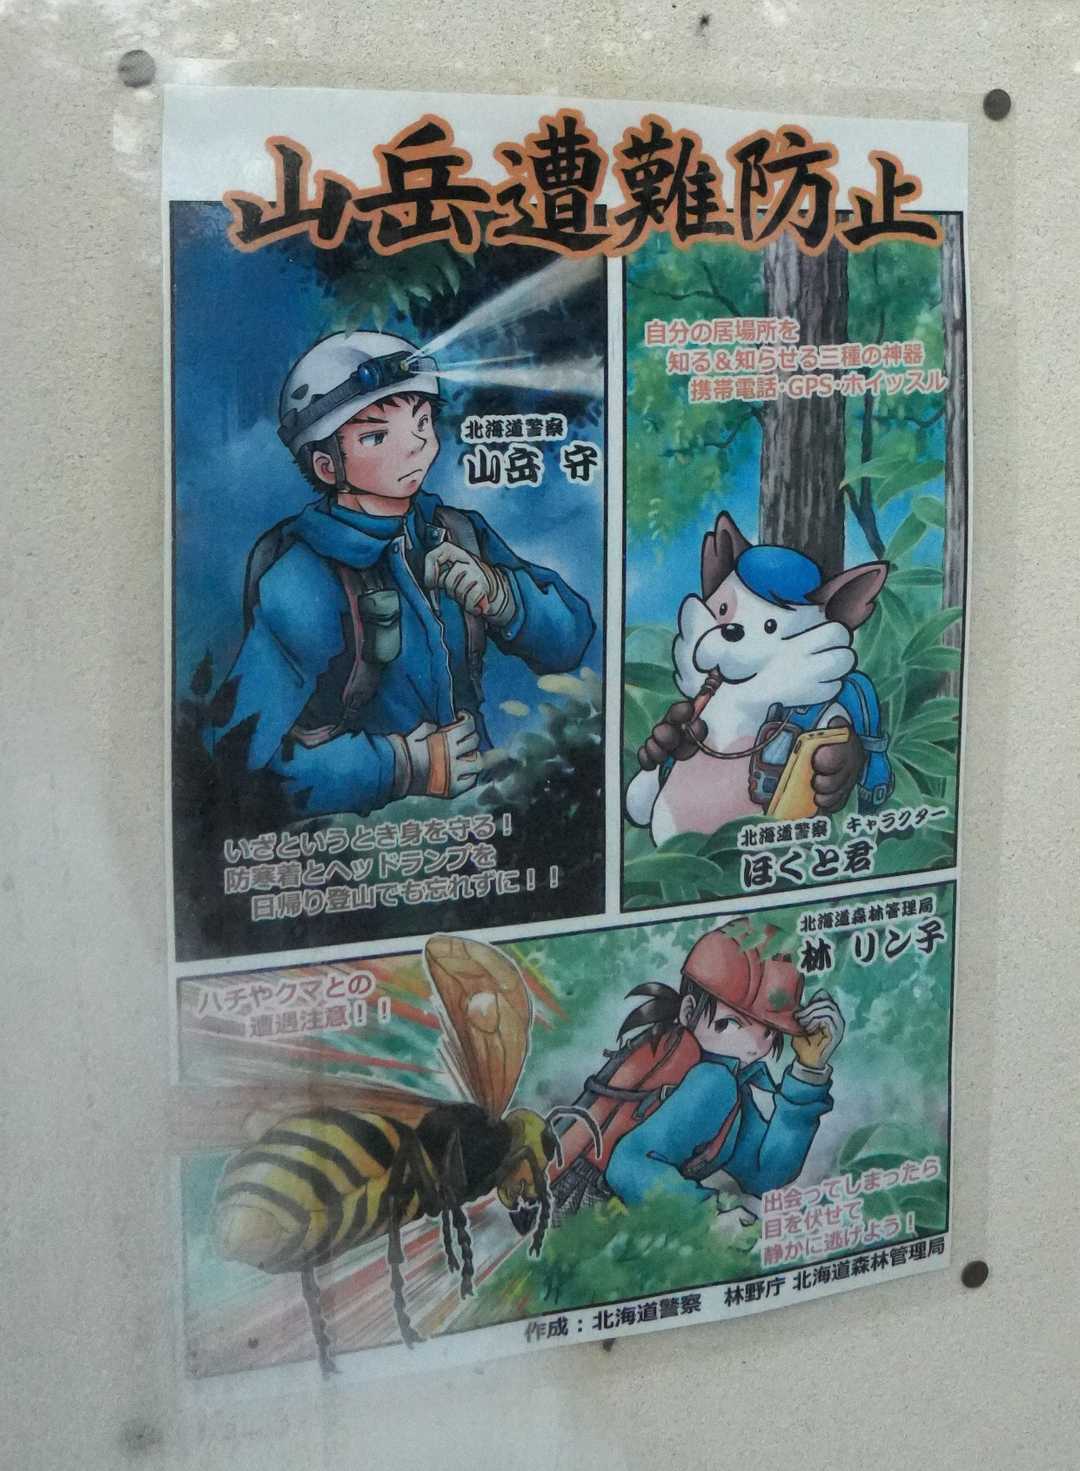 山岳遭難防止
北海道警察
山岳 守
いざというとき身を守る！
防寒着とヘッドランプを
日帰り登山でも忘れずに！！
自分の居場所を
知る＆知らせる三種の神器
携帯電話・GPS・ホイッスル
北海道警察 キャラクター
ほくと君
ハチやクマとの
遭遇注意！！
北海道森林管理局
林 リン子
出会ってしまったら
目を伏せて
静かに逃げよう！
作成：北海道警察 林野庁 北海道森林管理局